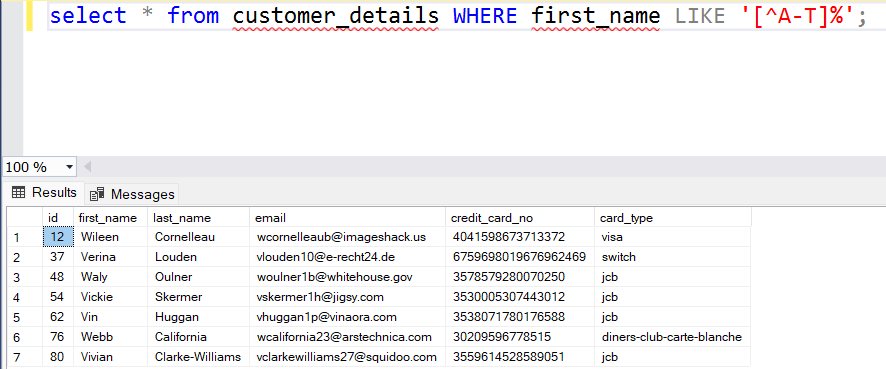 select * from customer_details WHERE first_name LIKE '[^A-T]%';
100 %
Results Messages
id first_name last_name email credit_card_no card_type
1 12 Wileen Cornelleau wcornelleaub@imageshack.us 4041598673713372 visa
2 37 Verina Louden vlouden10@e-recht24.de 6759698019676962469 switch
3 48 Waly Oulner woulner1b@whitehouse.gov 3578579280070250 jcb
4 54 Vickie Skermer vskermer1h@jigsy.com 3530005307443012 jcb
5 62 Vin Huggan vhuggan1p@vinaora.com 3538071780176588 jcb
6 76 Webb California wcalifornia23@arstechnica.com 30209596778515 diners-club-carte-blanche
7 80 Vivian Clarke-Williams vclarkewilliams27@squidoo.com 3559614528589051 jcb